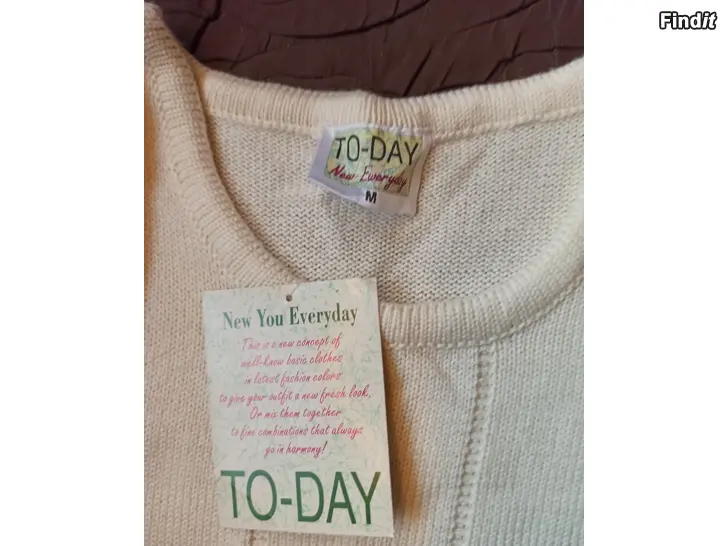 Findit
TO-DAY
New Everyday
M
New You Everyday
This is a new concept of
well-know basic clothes
in latest fashion colors
to give your outfit a new fresh look,
Or mix them together
to fine combinations that always
go in harmony!
TO-DAY